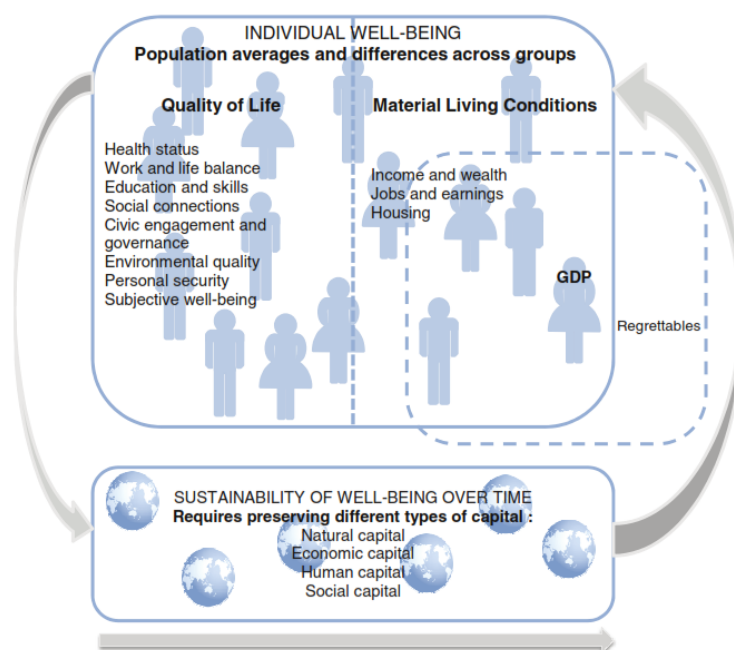 INDIVIDUAL WELL-BEING
Population averages and differences across groups
Quality of Life
Health status
Work and life balance
Education and skills
Social connections
Civic engagement and
governance
Environmental quality
Personal security
Subjective well-being
Material Living Conditions
Income and wealth
Jobs and earnings
Housing
GDP
Regrettables
SUSTAINABILITY OF WELL-BEING OVER TIME
Requires preserving different types of capital :
Natural capital
Economic capital
Human capital
Social capital